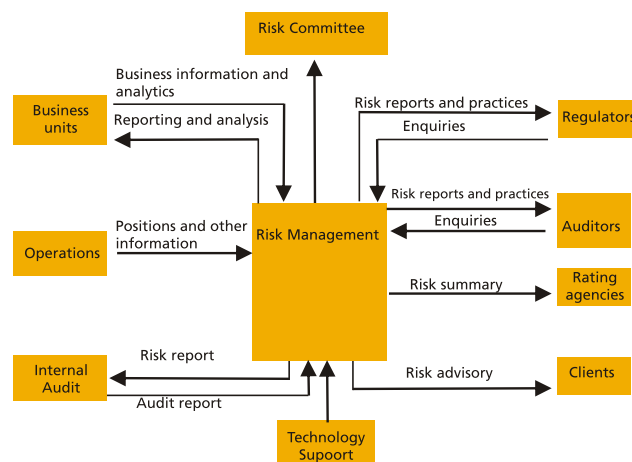 Risk Committee
Business information and
analytics
Business
units
Reporting and analysis
Risk reports and practices
Regulators
Enquiries
Risk reports and practices
Auditors
Enquiries
Positions and other
information
Operations
Risk Management
Risk summary
Rating
agencies
Risk report
Internal
Audit
Audit report
Risk advisory
Clients
Technology
Supoort